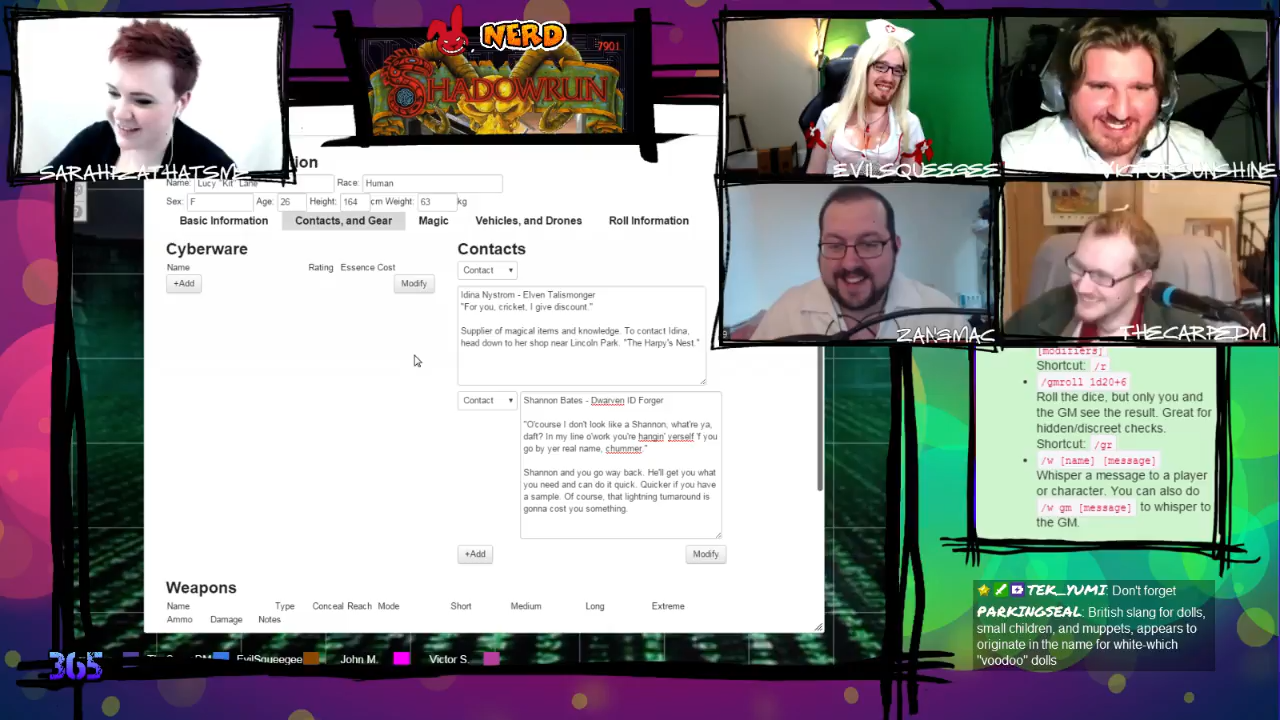 NERD
7901
SHADOWRUN
SARAHIZATHATSME
EVILSQUEEGEE
VICTORSUNSHINE
ZANGMAC
THECARPEDM
Name: Lucy "Kit" Lane Race Human
Sex: F Age: 26 Height: 164 cm Weight: 63 kg
Basic Information Contacts, and Gear Magic Vehicles, and Drones Roll Information
Cyberware
Name Rating Essence Cost
+Add Modify
Contacts
Contact
Idina Nystrom - Elven Talismonger
"For you, cricket, I give discount."
Supplier of magical items and knowledge. To contact Idina,
head down to her shop near Lincoln Park. "The Harpy's Nest."
Contact
Shannon Bates - Dwarven ID Forger
"O'course I don't look like a Shannon, what're ya,
daft? In my line o'work you're hangin' yerself f you
go by yer real name, chummer."
Shannon and you go way back. He'll get you what
you need and can do it quick. Quicker if you have
a sample. Of course, that lightning turnaround is
gonna cost you something.
+Add Modify
Weapons
Name Type Conceal Reach Mode Short Medium Long Extreme
Ammo Damage Notes
[modifiers]
Shortcut: /r
/gmroll 1d20+6
Roll the dice, but only you and
the GM see the result. Great for
hidden/discreet checks.
Shortcut: /gr
/w [name] [message]
Whisper a message to a player
or character. You can also do
/w gm [message] to whisper to
the GM.
TEK_YUMI: Don't forget
PARKINGSEAL: British slang for dolls,
small children, and muppets, appears to
originate in the name for white-which
"voodoo" dolls
365 TheCarpeDM EvilSqueegee John M. Victor S.